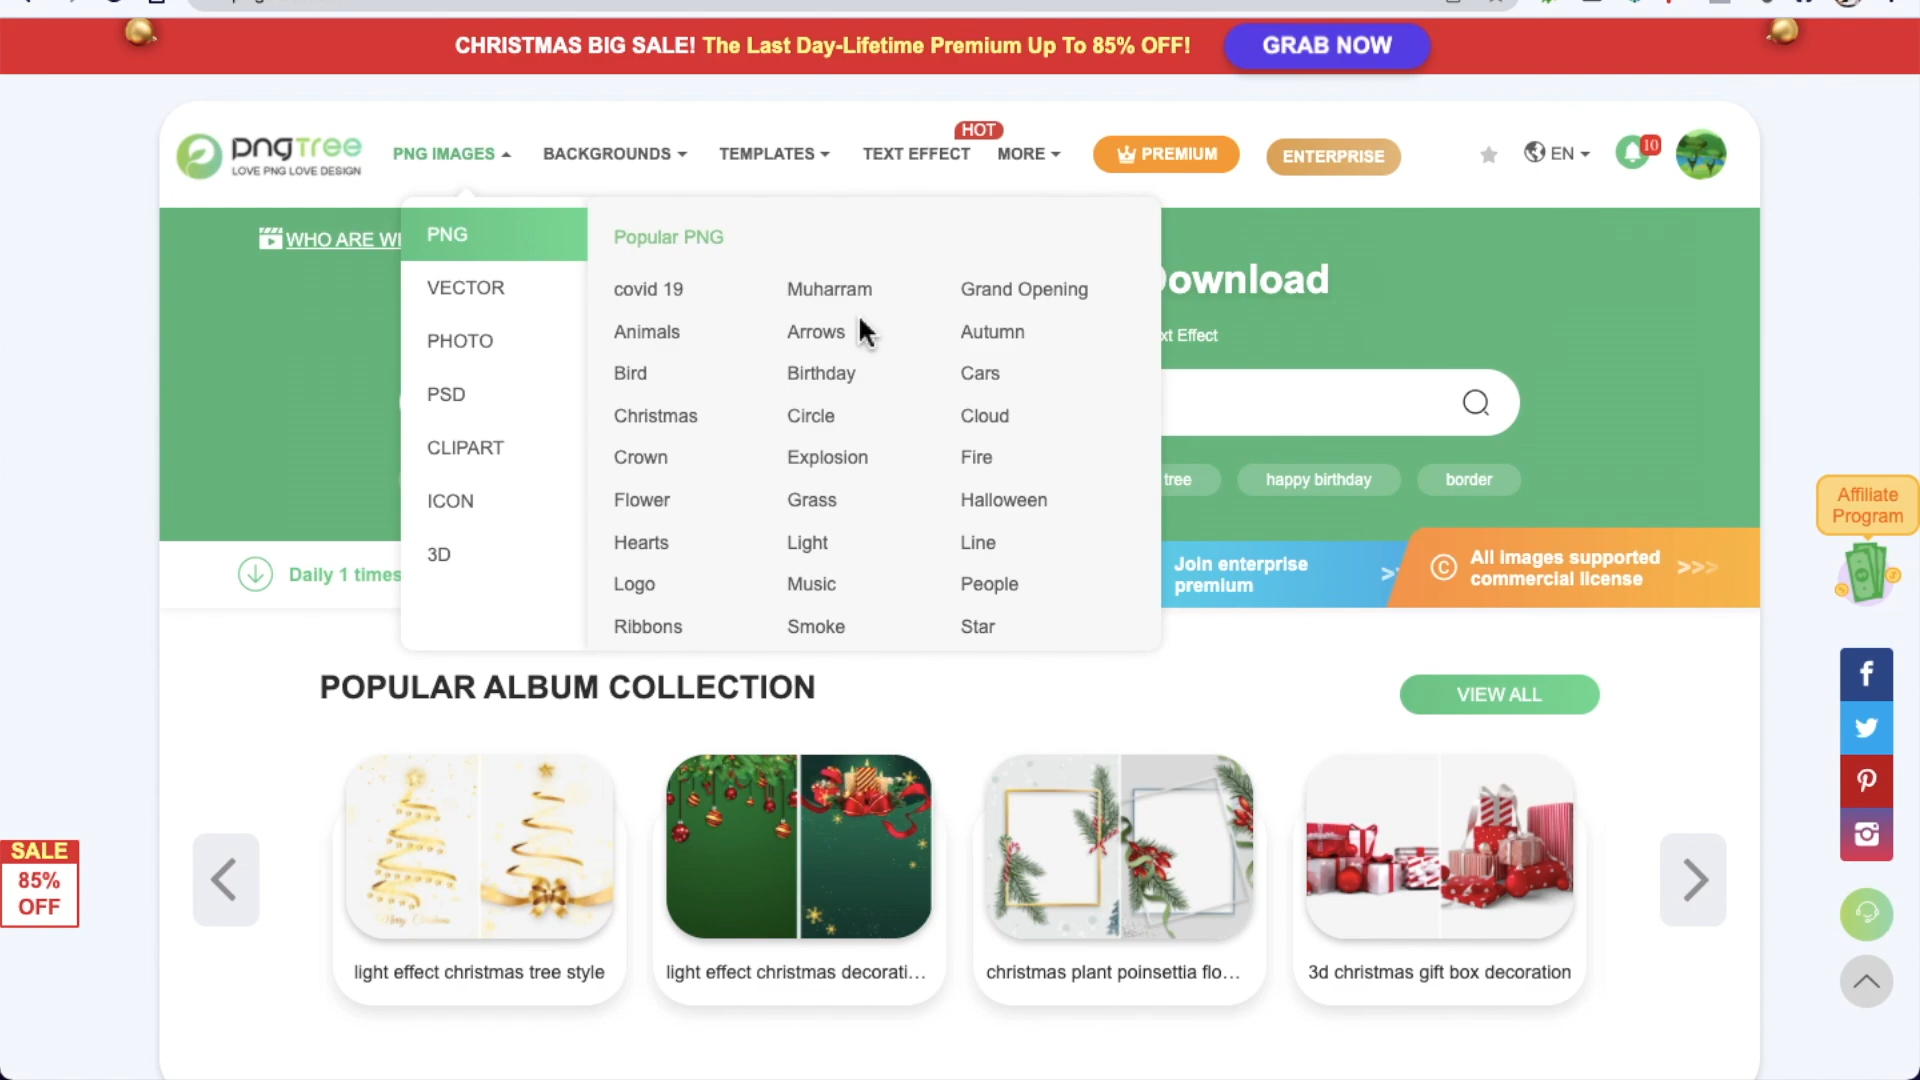 CHRISTMAS BIG SALE! The Last Day-Lifetime Premium Up To 85% OFF!
GRAB NOW
pngTree
LOVE PNG LOVE DESIGN
PNG IMAGES
BACKGROUNDS
TEMPLATES
TEXT EFFECT
HOT
MORE
PREMIUM
ENTERPRISE
EN
10
WHO ARE WE
Download
xt Effect
PNG
VECTOR
PHOTO
PSD
CLIPART
ICON
3D
Popular PNG
covid 19 Muharram Grand Opening
Animals Arrows Autumn
Bird Birthday Cars
Christmas Circle Cloud
Crown Explosion Fire
Flower Grass Halloween
Hearts Light Line
Logo Music People
Ribbons Smoke Star
tree
happy birthday
border
Affiliate
Program
Daily 1 times
Join enterprise
premium
All images supported
commercial license
>>>
POPULAR ALBUM COLLECTION
VIEW ALL
SALE
85%
OFF
Merry Christmas
light effect christmas tree style
light effect christmas decorati...
christmas plant poinsettia flo...
3d christmas gift box decoration